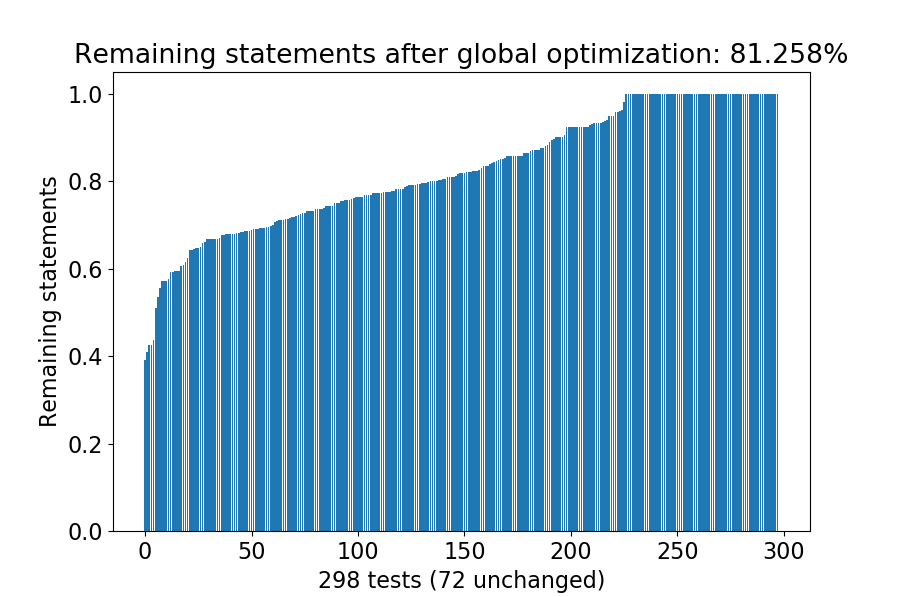 Remaining statements after global optimization: 81.258%
1.0
0.8
0.6
0.4
0.2
0.0
Remaining statements
0 50 100 150 200 250 300
298 tests (72 unchanged)